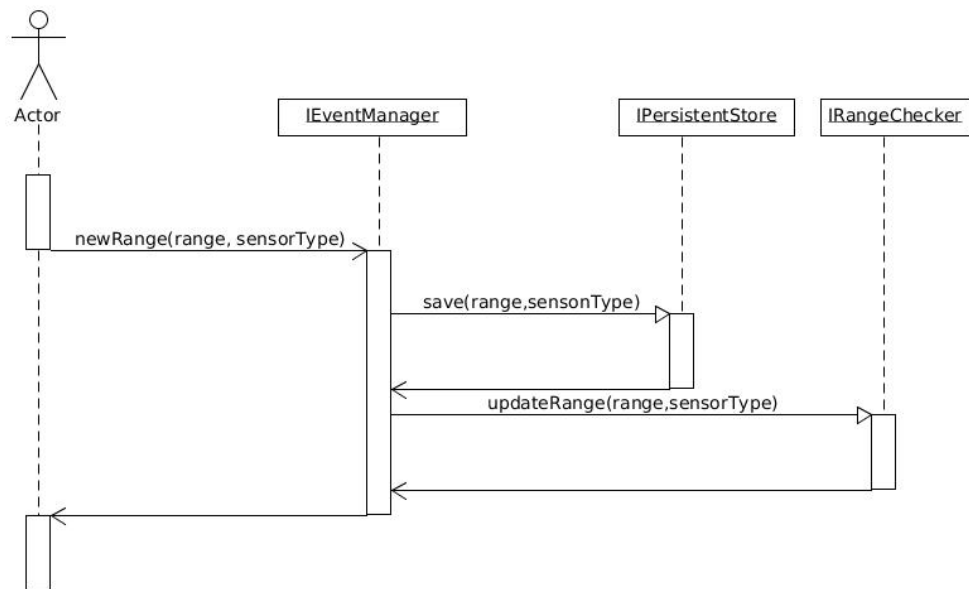 Actor
IEventManager
IPersistentStore
IRangeChecker
newRange(range, sensorType)
save(range,sensonType)
updateRange(range,sensorType)